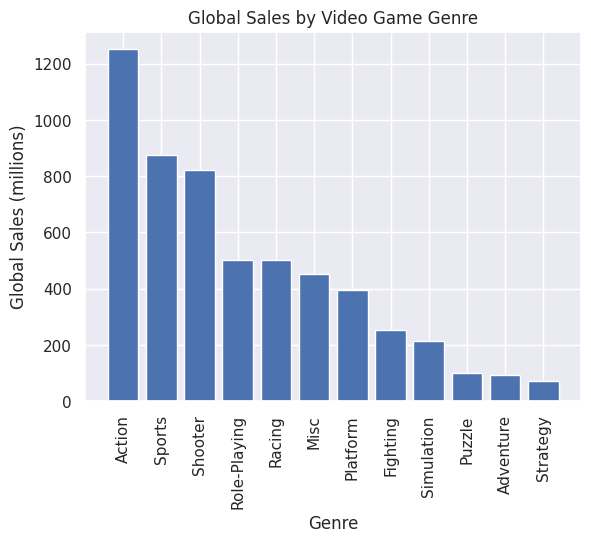 Global Sales by Video Game Genre
Global Sales (millions)
1200
1000
800
600
400
200
0
Action
Sports
Shooter
Role-Playing
Racing
Misc
Platform
Fighting
Simulation
Puzzle
Adventure
Strategy
Genre